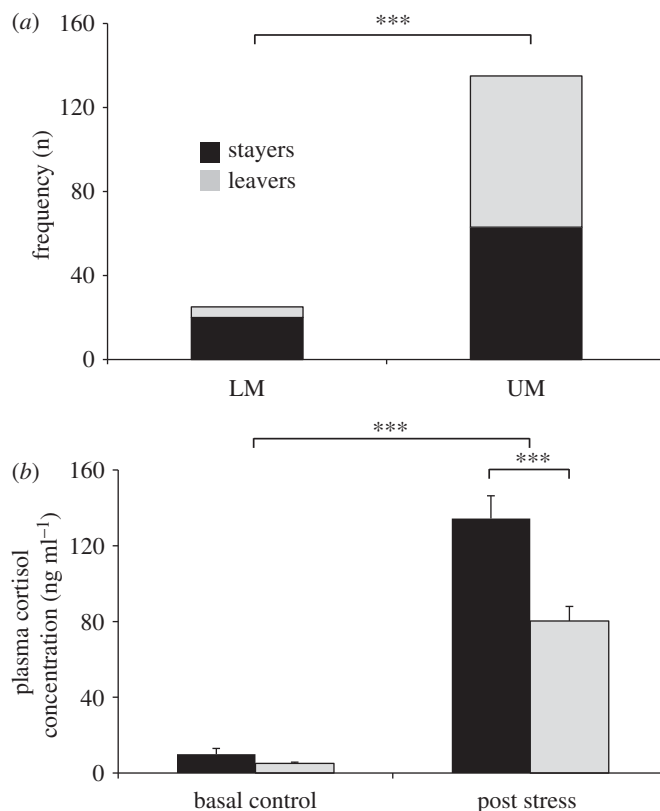 (a)
160
***
120
stayers
leavers
80
40
0
frequency (n)
LM
UM
(b)
***
160
***
120
80
40
0
plasma cortisol
concentration (ng ml⁻¹)
basal control
post stress